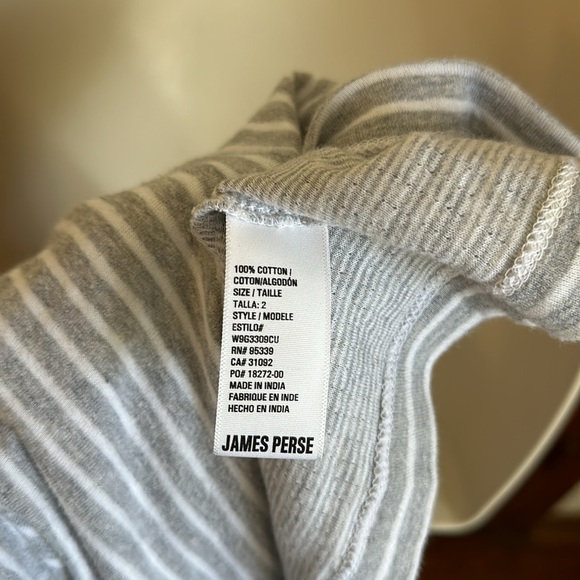 100% COTTON /
COTON/ALGODÓN
SIZE / TAILLE
TALLA: 2
STYLE / MODELE
ESTILO#
W9G3309CU
RN# 95339
CA# 31092
PO# 18272-00
MADE IN INDIA
FABRIQUE EN INDE
HECHO EN INDIA
JAMES PERSE